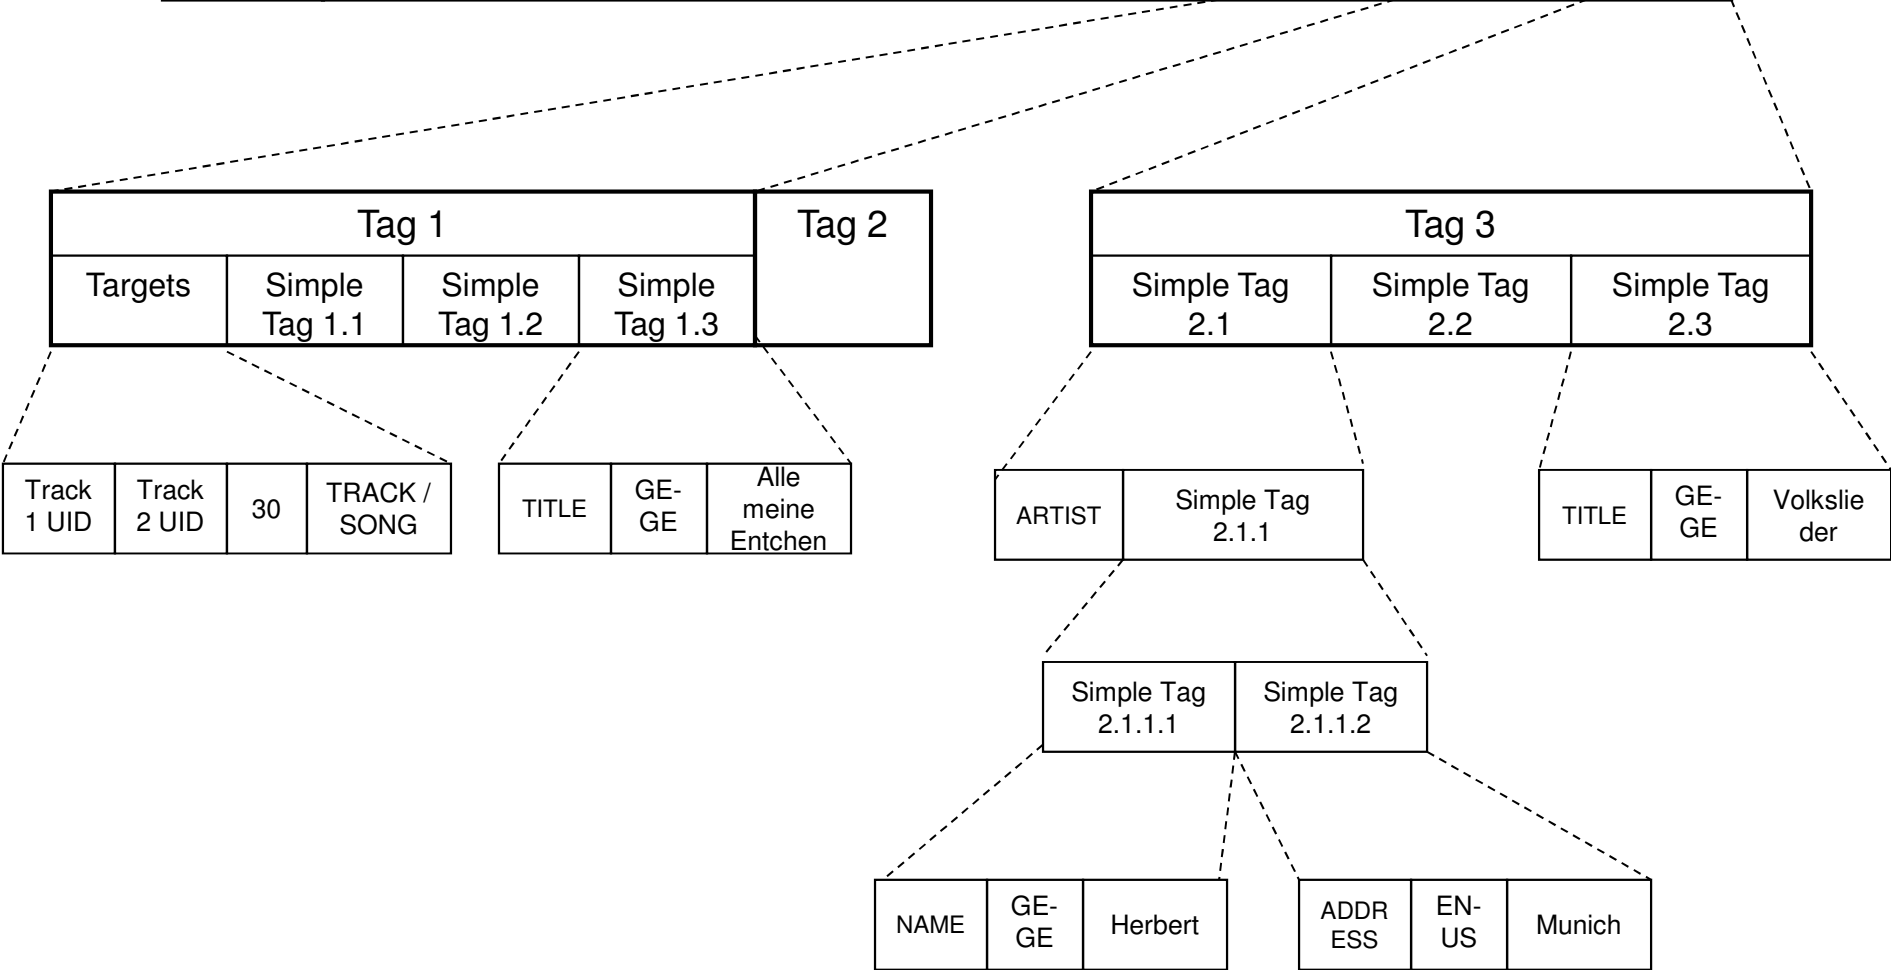 Tag 1
Tag 2
Tag 3
Targets
Simple
Tag 1.1
Simple
Tag 1.2
Simple
Tag 1.3
Simple Tag
2.1
Simple Tag
2.2
Simple Tag
2.3
Track
1 UID
Track
2 UID
30
TRACK /
SONG
TITLE
GE-
GE
Alle
meine
Entchen
ARTIST
Simple Tag
2.1.1
TITLE
GE-
GE
Volkslie
der
Simple Tag
2.1.1.1
Simple Tag
2.1.1.2
NAME
GE-
GE
Herbert
ADDR
ESS
EN-
US
Munich